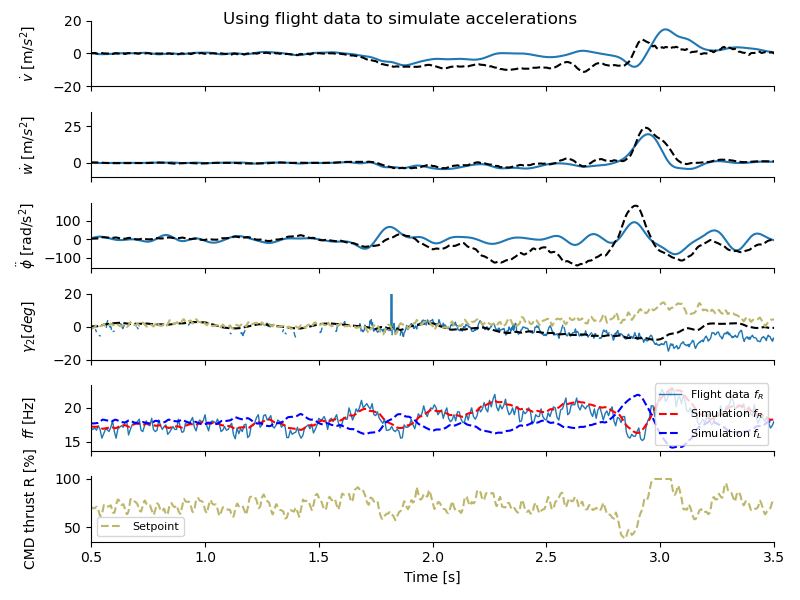 Using flight data to simulate accelerations
20
0
−20
v̇ [m/s²]
25
0
ẇ [m/s²]
100
0
−100
ϕ̈ [rad/s²]
20
0
−20
γ₂[deg]
20
15
ff [Hz]
Flight data f_R
Simulation f_R
Simulation f_L
100
50
CMD thrust R [%]
Setpoint
0.5 1.0 1.5 2.0 2.5 3.0 3.5
Time [s]